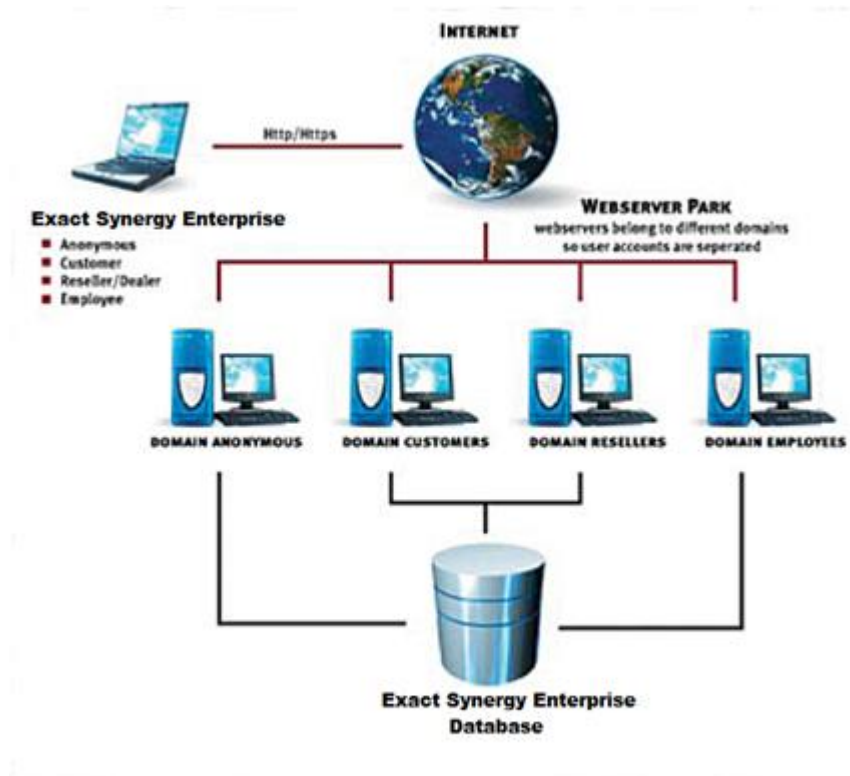 INTERNET
Http/Https
Exact Synergy Enterprise
Anonymous
Customer
Reseller/Dealer
Employee
WEBSERVER PARK
webservers belong to different domains
so user accounts are seperated
DOMAIN ANONYMOUS
DOMAIN CUSTOMERS
DOMAIN RESELLERS
DOMAIN EMPLOYEES
Exact Synergy Enterprise
Database